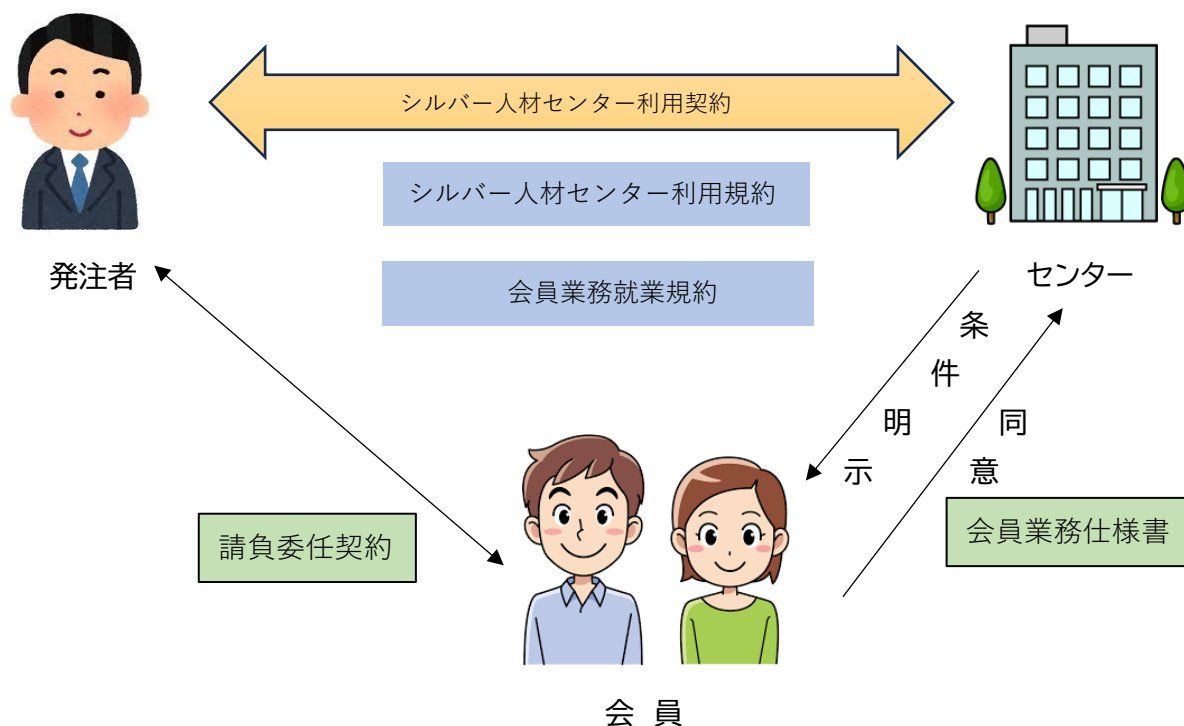 シルバー人材センター利用契約
シルバー人材センター利用規約
発注者
会員業務就業規約
センター
条件明示
同意
請負委任契約
会員業務仕様書
会員